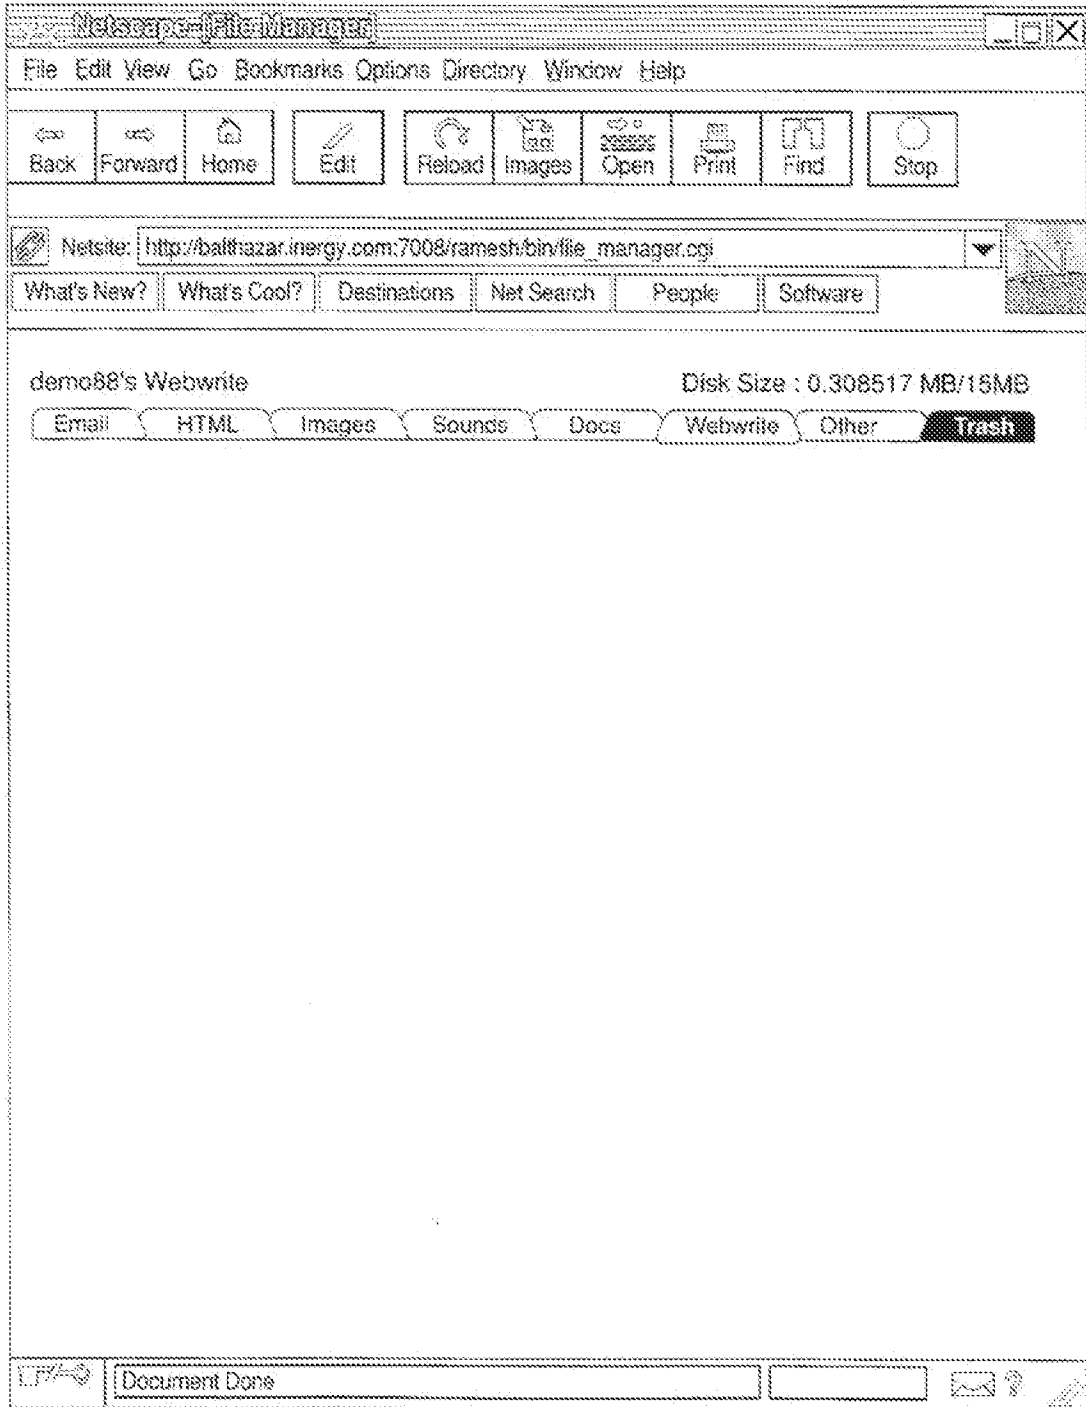 Netscape-[File Manager]
File Edit View Go Bookmarks Options Directory Window Help
Back Forward Home Edit Reload Images Open Print Find Stop
Netsite: http://balthazar.inergy.com:7008/ramesh/bin/file_manager.cgi
What's New? What's Cool? Destinations Net Search People Software
demo88's Webwrite Disk Size : 0.308517 MB/15MB
Email HTML Images Sounds Docs Webwrite Other Trash
Document Done